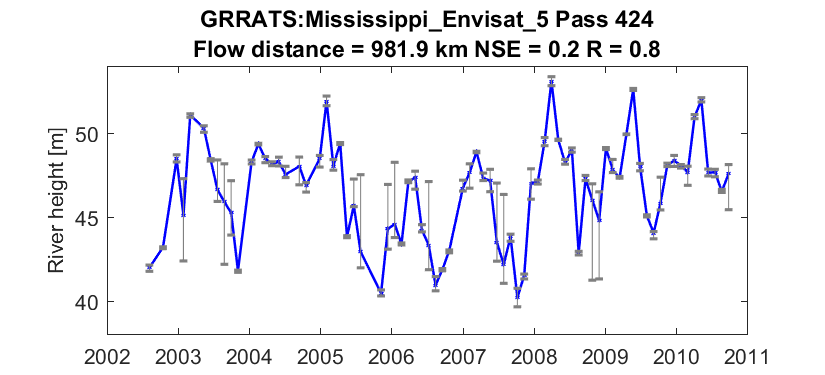 GRRATS:Mississippi_Envisat_5 Pass 424
Flow distance = 981.9 km NSE = 0.2 R = 0.8
River height [m]
50
45
40
2002 2003 2004 2005 2006 2007 2008 2009 2010 2011